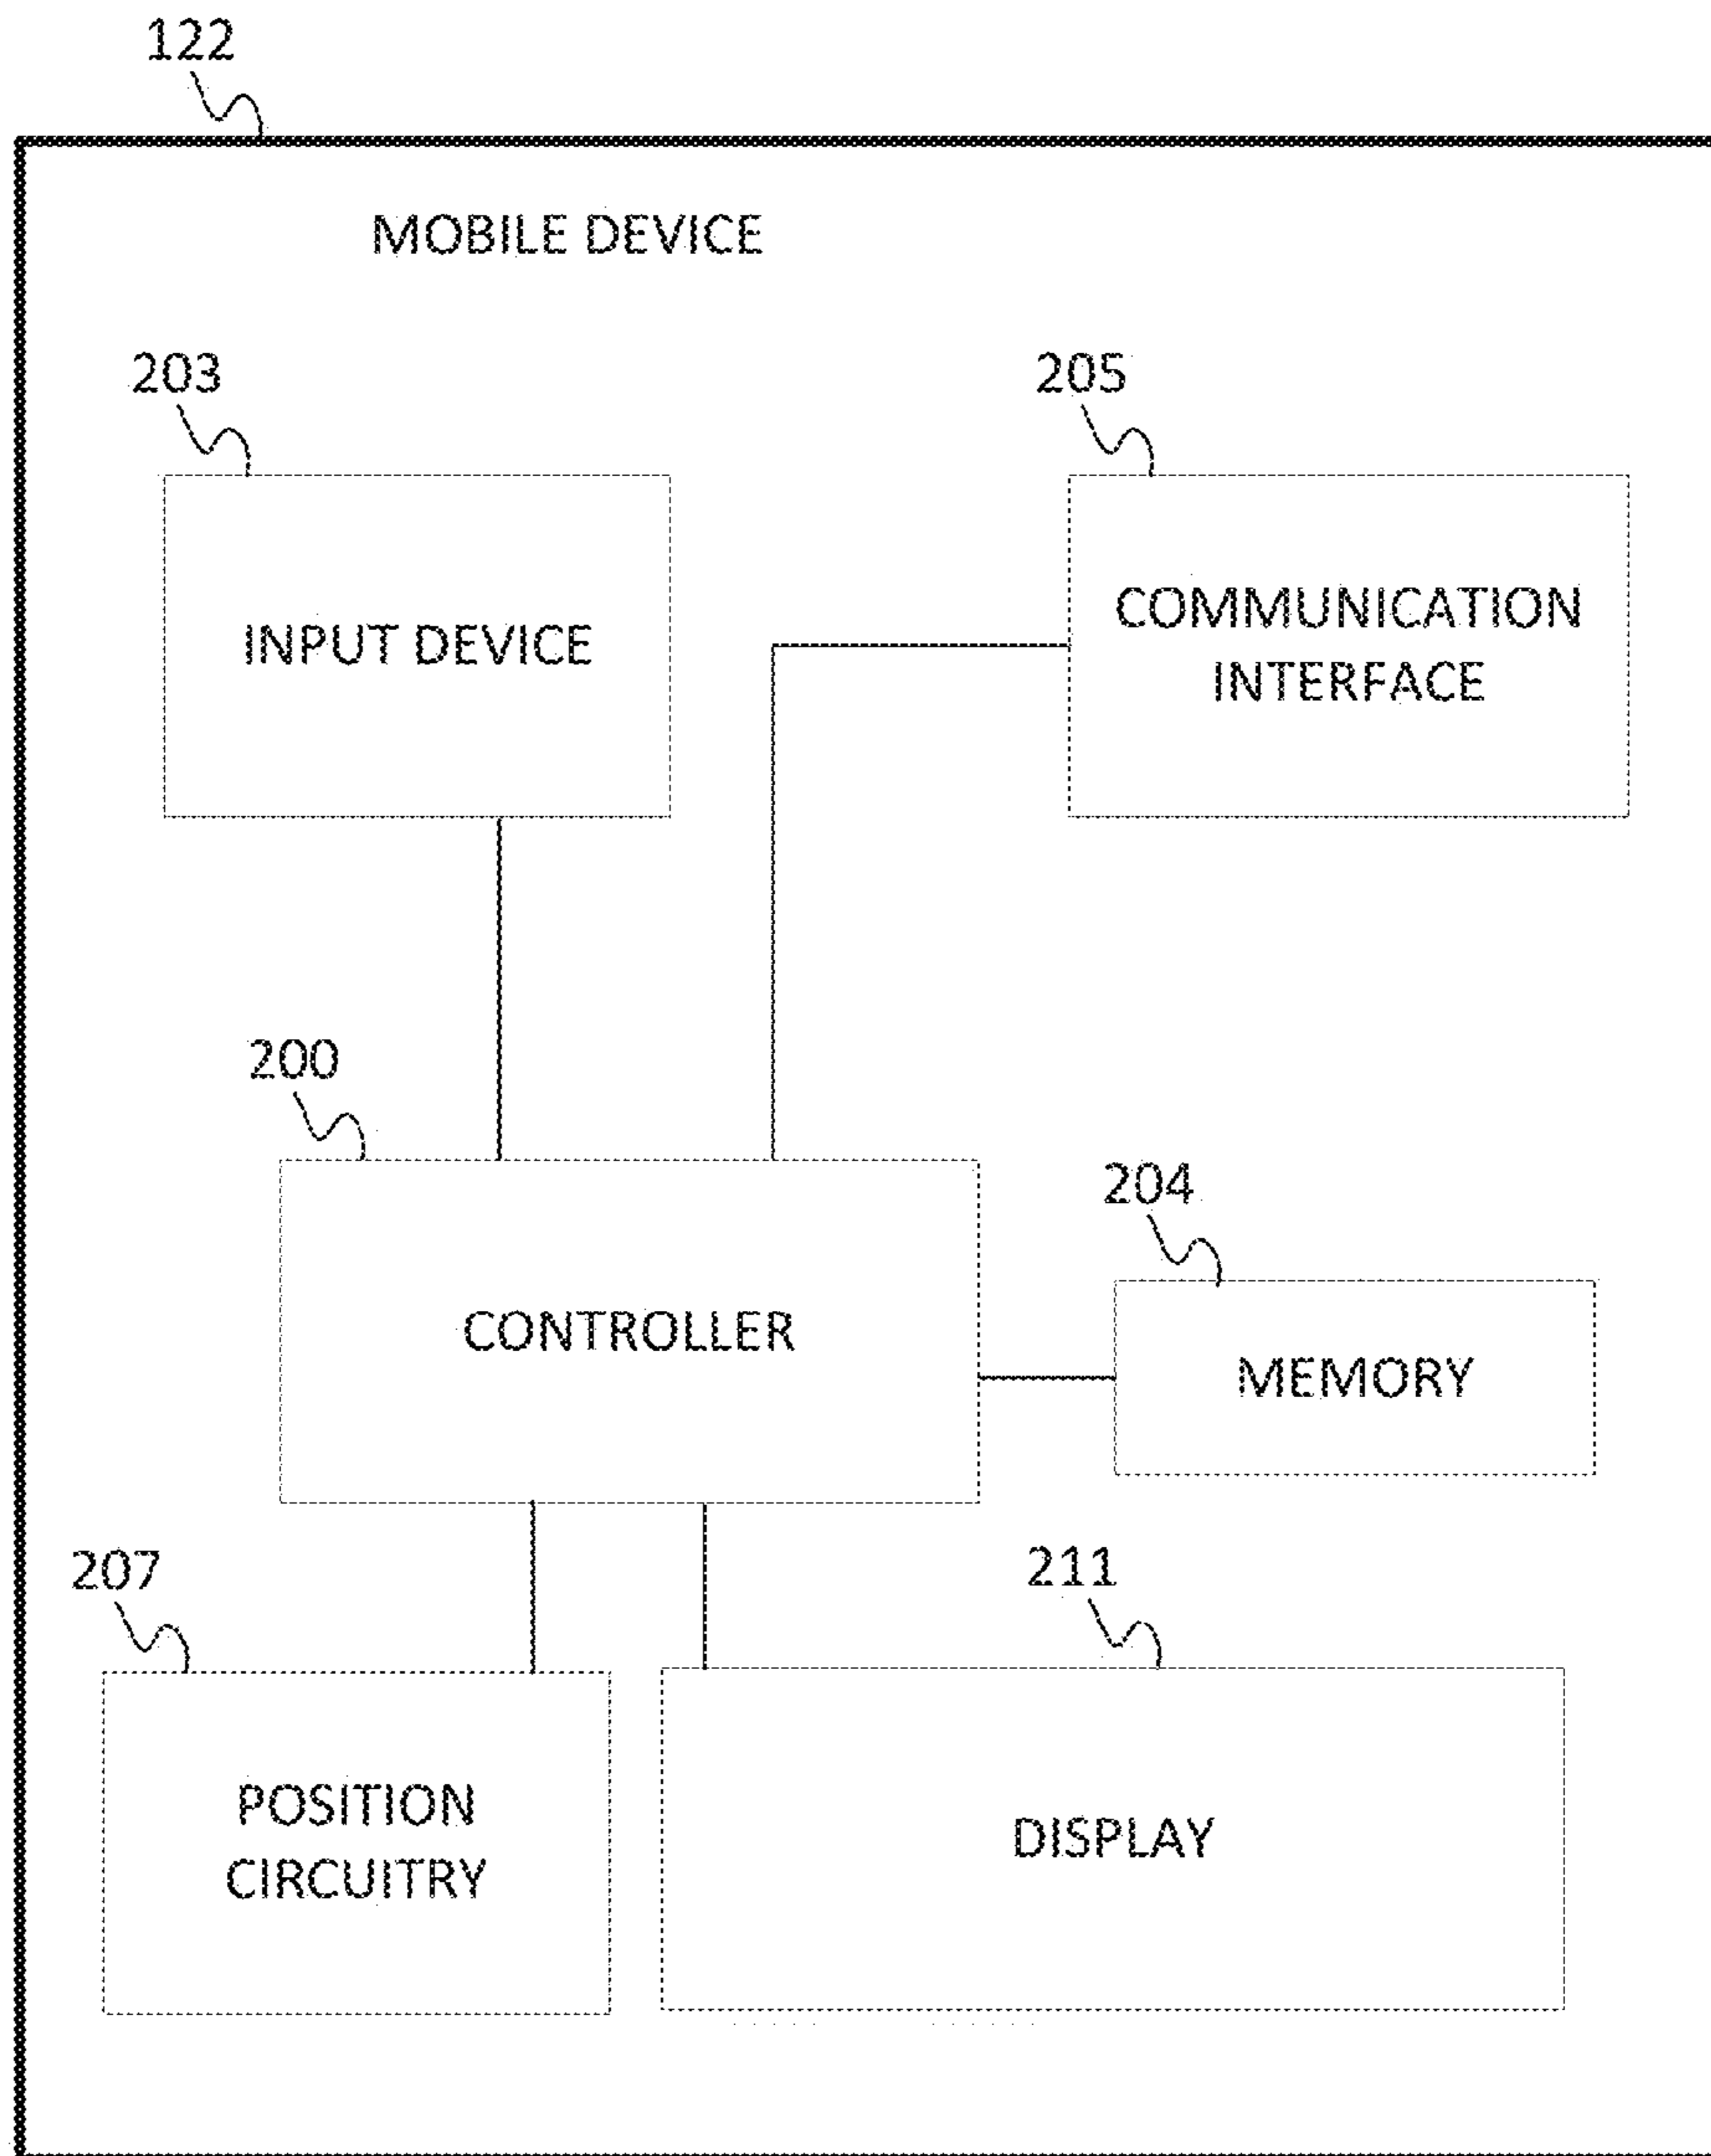 122
MOBILE DEVICE
203
205
INPUT DEVICE
COMMUNICATION
INTERFACE
200
204
CONTROLLER
MEMORY
207
211
POSITION
CIRCUITRY
DISPLAY